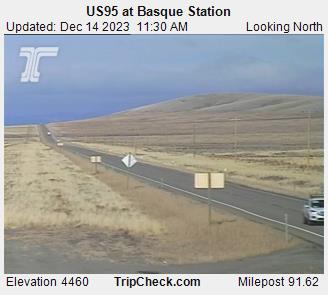 US95 at Basque Station
Updated: Dec 14 2023 11:30 AM Looking North
Elevation 4460 TripCheck.com Milepost 91.62